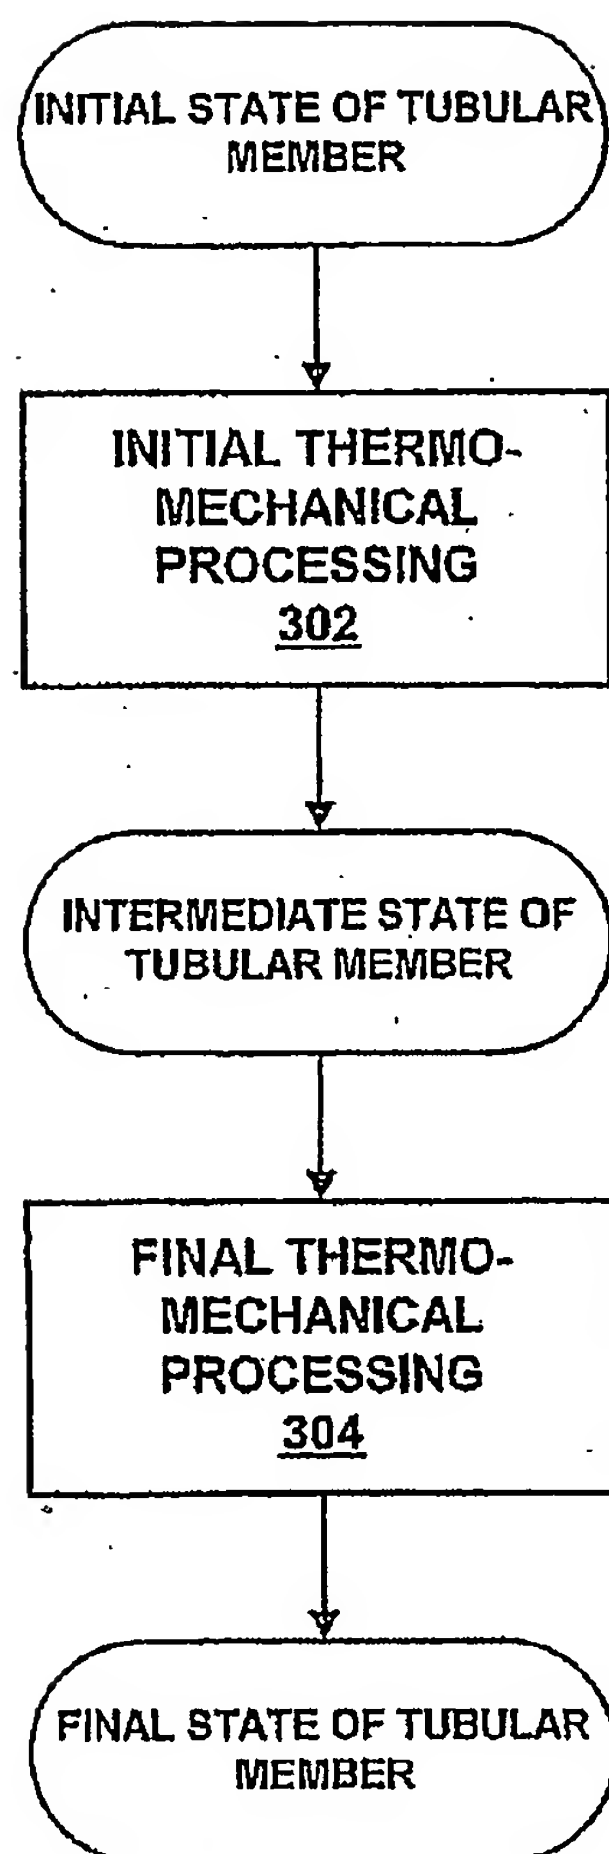 INITIAL STATE OF TUBULAR
MEMBER
INITIAL THERMO-
MECHANICAL
PROCESSING
302
INTERMEDIATE STATE OF
TUBULAR MEMBER
FINAL THERMO-
MECHANICAL
PROCESSING
304
FINAL STATE OF TUBULAR
MEMBER